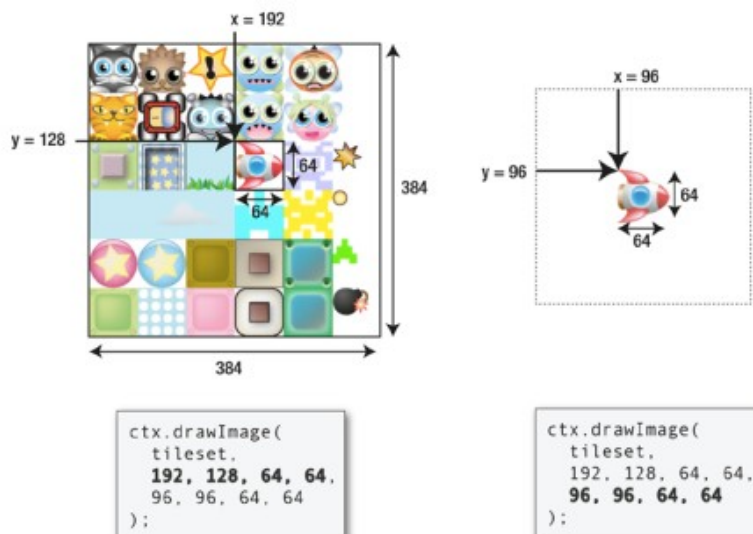 x = 192
x = 96
y = 128
64
64
384
y = 96
64
64
384
ctx.drawImage(
tileset,
192, 128, 64, 64,
96, 96, 64, 64
);
ctx.drawImage(
tileset,
192, 128, 64, 64,
96, 96, 64, 64
);